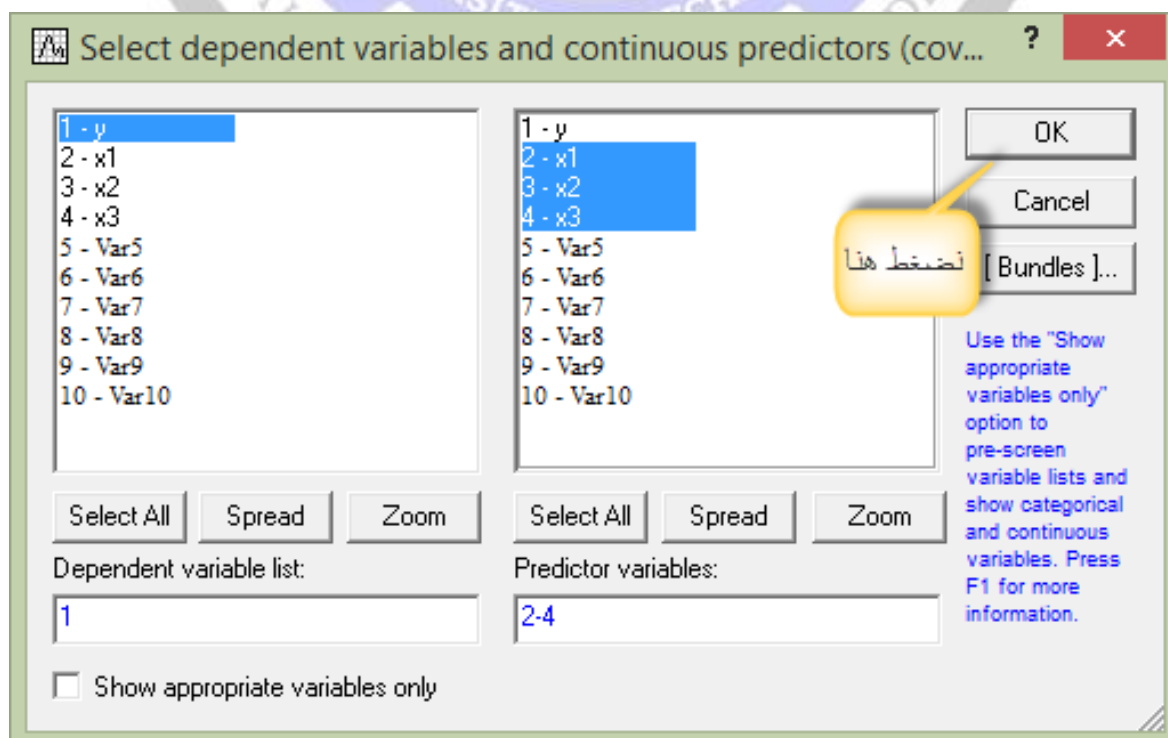 Select dependent variables and continuous predictors (cov...
?
×
1 - y
2 - x1
3 - x2
4 - x3
5 - Var5
6 - Var6
7 - Var7
8 - Var8
9 - Var9
10 - Var10
1 - y
2 - x1
3 - x2
4 - x3
5 - Var5
6 - Var6
7 - Var7
8 - Var8
9 - Var9
10 - Var10
OK
Cancel
نضغط هنا
[ Bundles ]...
Use the "Show
appropriate
variables only"
option to
pre-screen
variable lists and
show categorical
and continuous
variables. Press
F1 for more
information.
Select All
Spread
Zoom
Select All
Spread
Zoom
Dependent variable list:
Predictor variables:
1
2-4
Show appropriate variables only